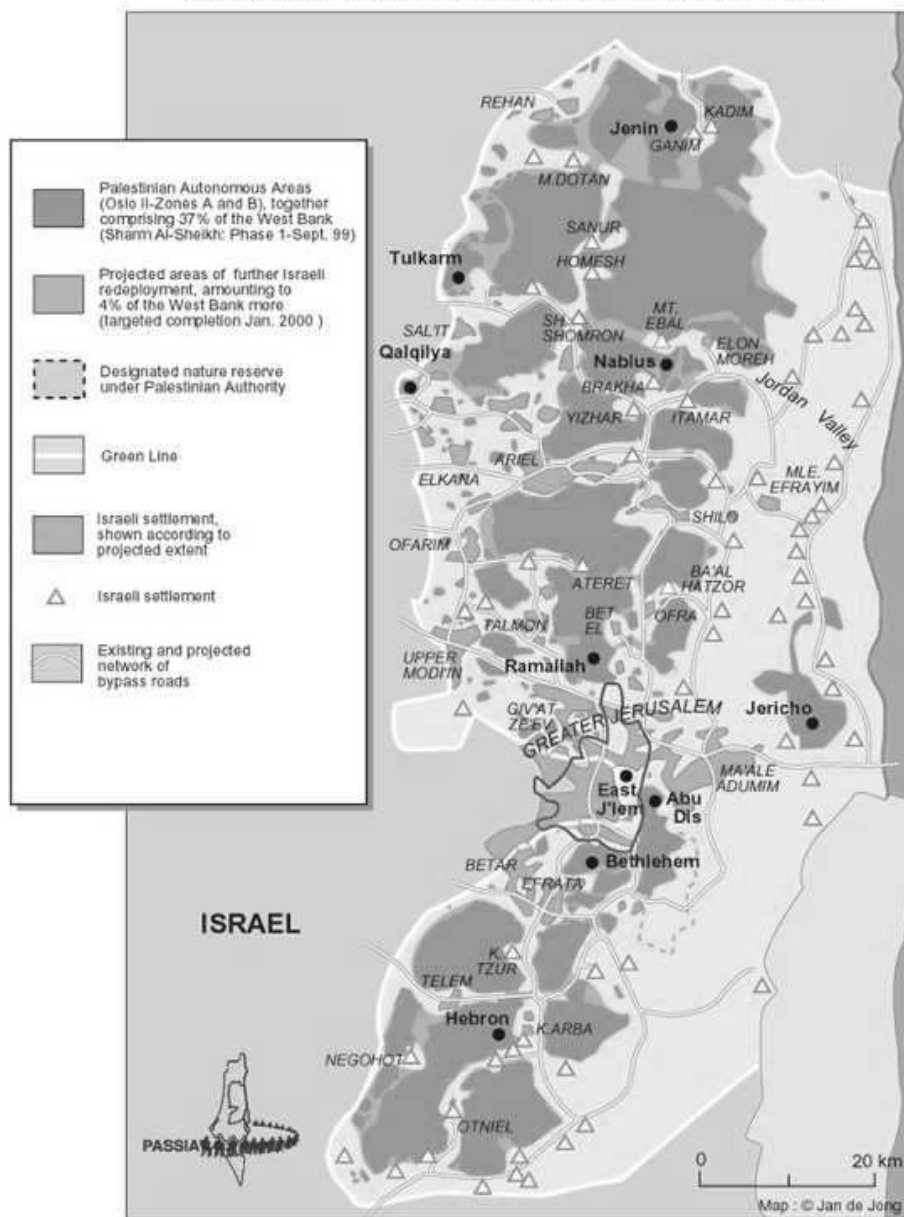 Palestinian Autonomous Areas
(Oslo II-Zones A and B), together
comprising 37% of the West Bank
(Sharm Al-Sheikh: Phase 1-Sept. 99)
Projected areas of further Israeli
redeployment, amounting to
4% of the West Bank more
(targeted completion Jan. 2000 )
Designated nature reserve
under Palestinian Authority
Green Line
Israeli settlement,
shown according to
projected extent
Israeli settlement
Existing and projected
network of
bypass roads
REHAN
KADIM
Jenin
GANIM
M.DOTAN
SANUR
HOMESH
Tulkarm
MT.
EBAL
SH.
SHOMRON
SAL'IT
ELON
MOREH
Qalqilya
Nablus
BRAKHA
Jordan Valley
YIZHAR
ITAMAR
ARIEL
ELKANA
MLE.
EFRAYIM
SHILO
OFARIM
ATERET
BA'AL
HATZOR
BET
EL
OFRA
TALMON
UPPER
MODI'IN
Ramallah
GIV'AT
ZE'EV
GREATER JERUSALEM
Jericho
MA'ALE
ADUMIM
East
J'lem
Abu
Dis
BETAR
Bethlehem
EFRATA
ISRAEL
K.
TZUR
TELEM
Hebron
K.ARBA
NEGOHOT
OTNIEL
PASSIA
0 20 km
Map : © Jan de Jong